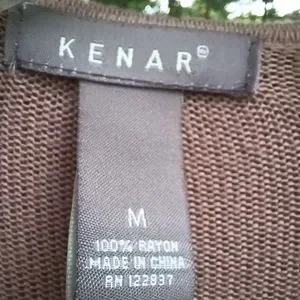 KENAR®
M
100% RAYON
MADE IN CHINA
RN 122837